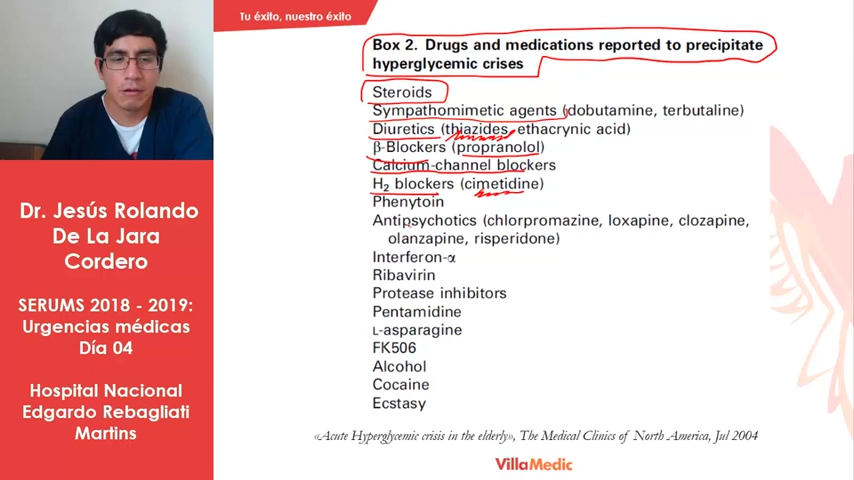 Tu éxito, nuestro éxito
Dr. Jesús Rolando
De La Jara
Cordero
SERUMS 2018 - 2019:
Urgencias médicas
Día 04
Hospital Nacional
Edgardo Rebagliati
Martins
Box 2. Drugs and medications reported to precipitate
hyperglycemic crises
Steroids
Sympathomimetic agents (dobutamine, terbutaline)
Diuretics (thiazides, ethacrynic acid)
β-Blockers (propranolol)
Calcium-channel blockers
H₂ blockers (cimetidine)
Phenytoin
Antipsychotics (chlorpromazine, loxapine, clozapine,
olanzapine, risperidone)
Interferon-α
Ribavirin
Protease inhibitors
Pentamidine
L-asparagine
FK506
Alcohol
Cocaine
Ecstasy
«Acute Hyperglycemic crisis in the elderly», The Medical Clinics of North America, Jul 2004
VillaMedic